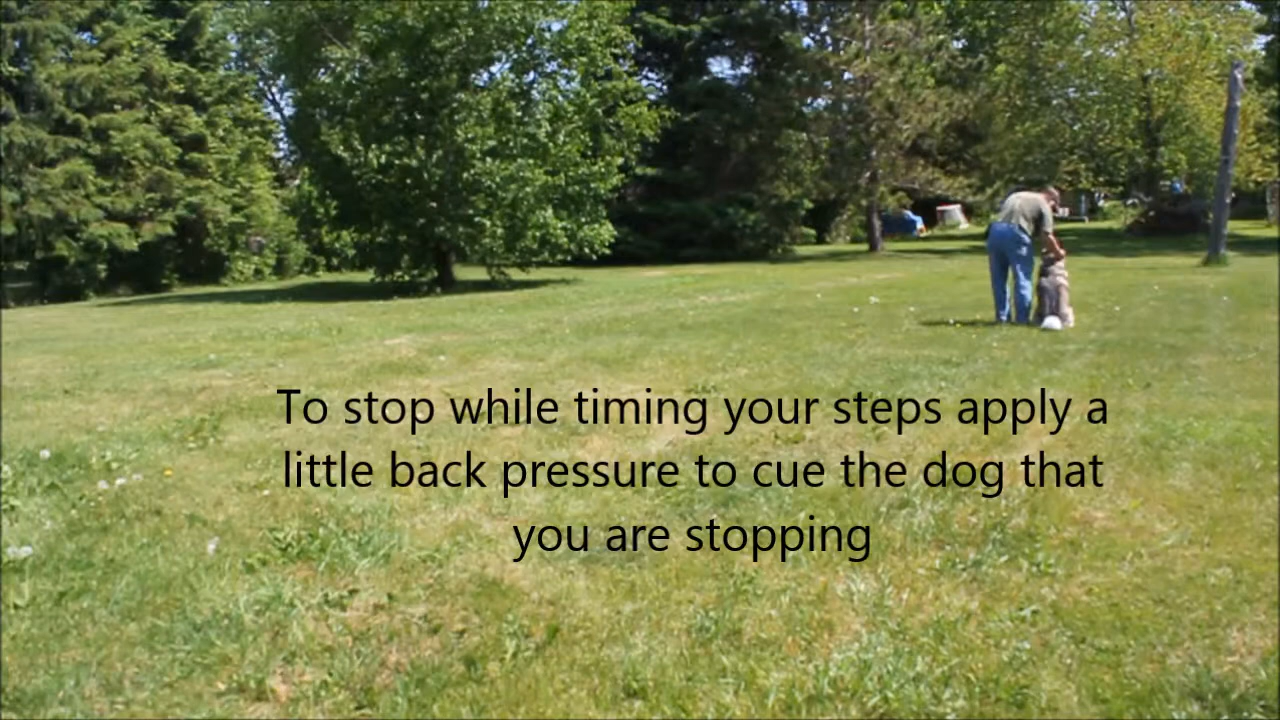 To stop while timing your steps apply a
little back pressure to cue the dog that
you are stopping